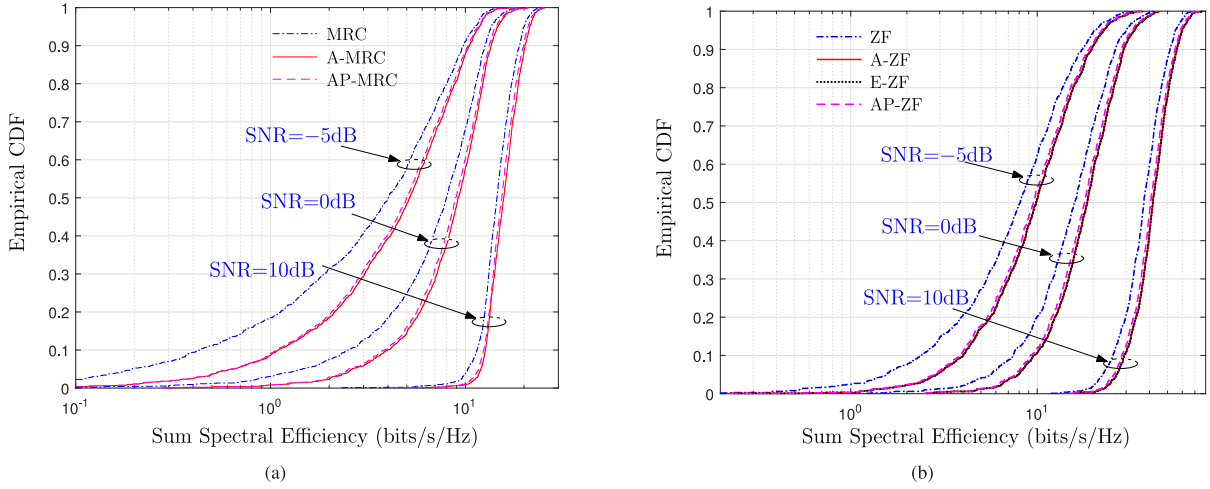 1
0.9
0.8
0.7
0.6
0.5
0.4
0.3
0.2
0.1
0
Empirical CDF
MRC
A-MRC
AP-MRC
SNR=−5dB
SNR=0dB
SNR=10dB
10^-1
10^0
10^1
Sum Spectral Efficiency (bits/s/Hz)
(a)
1
0.9
0.8
0.7
0.6
0.5
0.4
0.3
0.2
0.1
0
Empirical CDF
ZF
A-ZF
E-ZF
AP-ZF
SNR=−5dB
SNR=0dB
SNR=10dB
10^0
10^1
Sum Spectral Efficiency (bits/s/Hz)
(b)